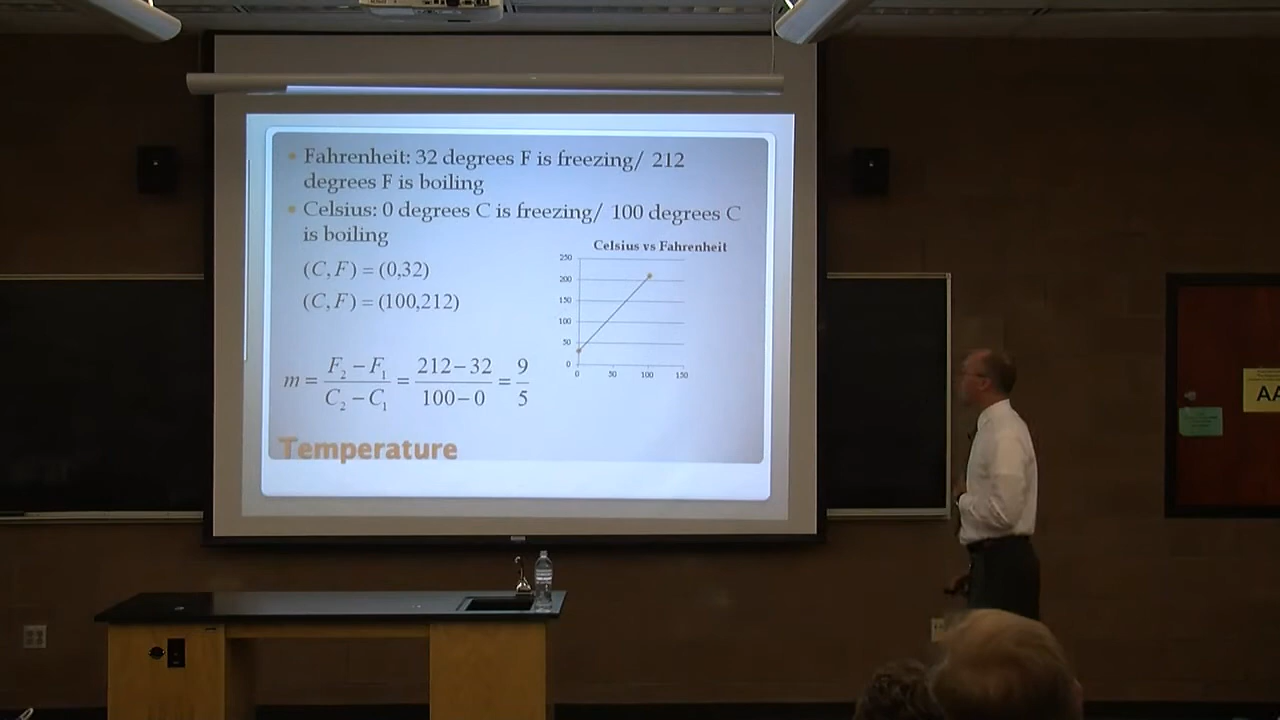 • Fahrenheit: 32 degrees F is freezing/ 212
degrees F is boiling
• Celsius: 0 degrees C is freezing/ 100 degrees C
is boiling
(C, F) = (0,32)
(C, F) = (100,212)
Celsius vs Fahrenheit
250
200
150
100
50
0
0 50 100 150
m = F₂ − F₁ / C₂ − C₁ = 212 − 32 / 100 − 0 = 9 / 5
Temperature
AA